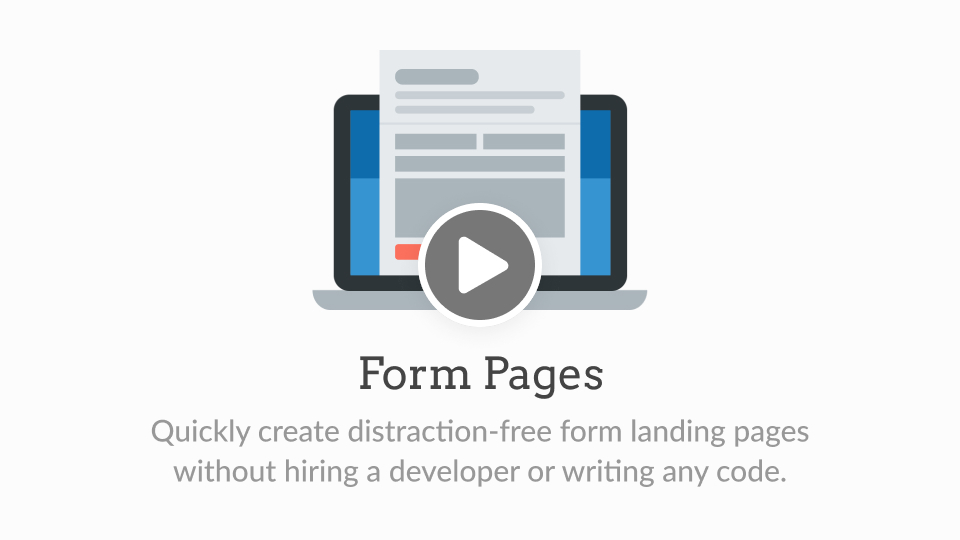 Form Pages
Quickly create distraction-free form landing pages
without hiring a developer or writing any code.